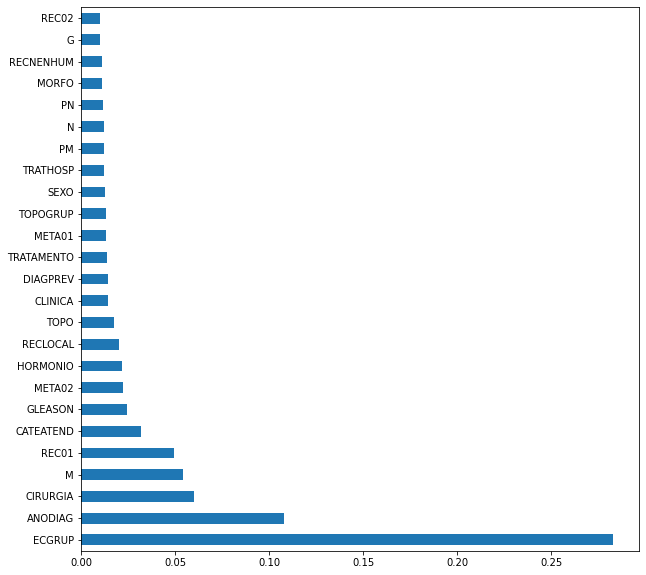 REC02
G
RECNENHUM
MORFO
PN
N
PM
TRATHOSP
SEXO
TOPOGRUP
META01
TRATAMENTO
DIAGPREV
CLINICA
TOPO
RECLOCAL
HORMONIO
META02
GLEASON
CATEATEND
REC01
M
CIRURGIA
ANODIAG
ECGRUP
0.00 0.05 0.10 0.15 0.20 0.25